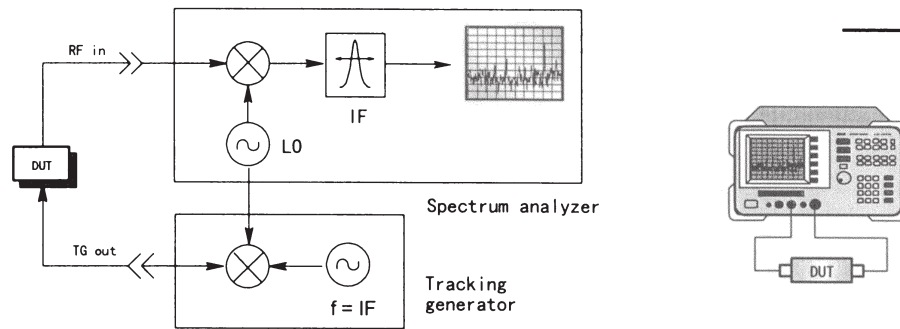 RF in
IF
LO
DUT
Spectrum analyzer
TG out
f = IF
Tracking
generator
DUT